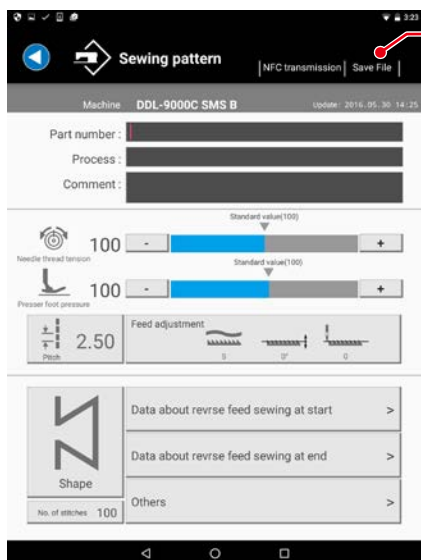 3:23
Sewing pattern
NFC transmission
Save File
Machine DDL-9000C SMS B
Update: 2016.05.30 14:25
Part number :
Process :
Comment :
Standard value(100)
100 - +
Needle thread tension
Standard value(100)
100 - +
Presser foot pressure
Feed adjustment
2.50
Pitch
0 0° 0
Data about revrse feed sewing at start >
Data about revrse feed sewing at end >
Shape
No. of stitches 100
Others >